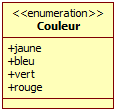 <<enumeration>>
Couleur
+jaune
+bleu
+vert
+rouge